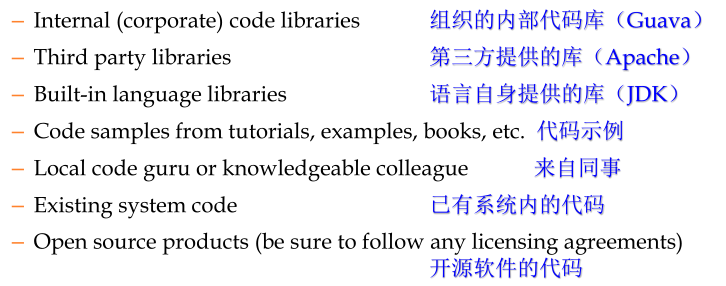 – Internal (corporate) code libraries 组织的内部代码库（Guava）
– Third party libraries 第三方提供的库（Apache）
– Built-in language libraries 语言自身提供的库（JDK）
– Code samples from tutorials, examples, books, etc. 代码示例
– Local code guru or knowledgeable colleague 来自同事
– Existing system code 已有系统内的代码
– Open source products (be sure to follow any licensing agreements)
开源软件的代码